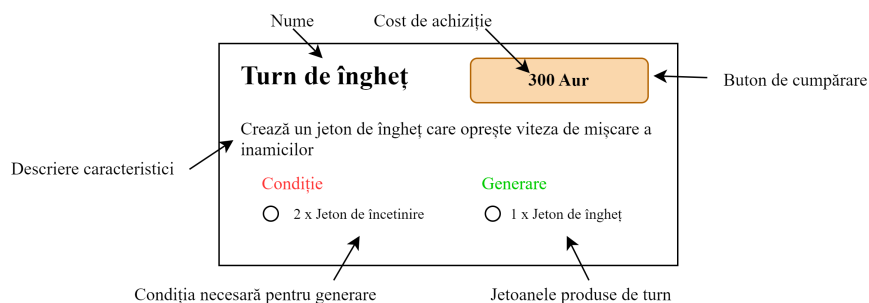 Nume
Cost de achiziție
Turn de îngheț
300 Aur
Buton de cumpărare
Crează un jeton de îngheț care oprește viteza de mișcare a
inamicilor
Descriere caracteristici
Condiție
Generare
2 x Jeton de încetinire
1 x Jeton de îngheț
Condiția necesară pentru generare
Jetoanele produse de turn